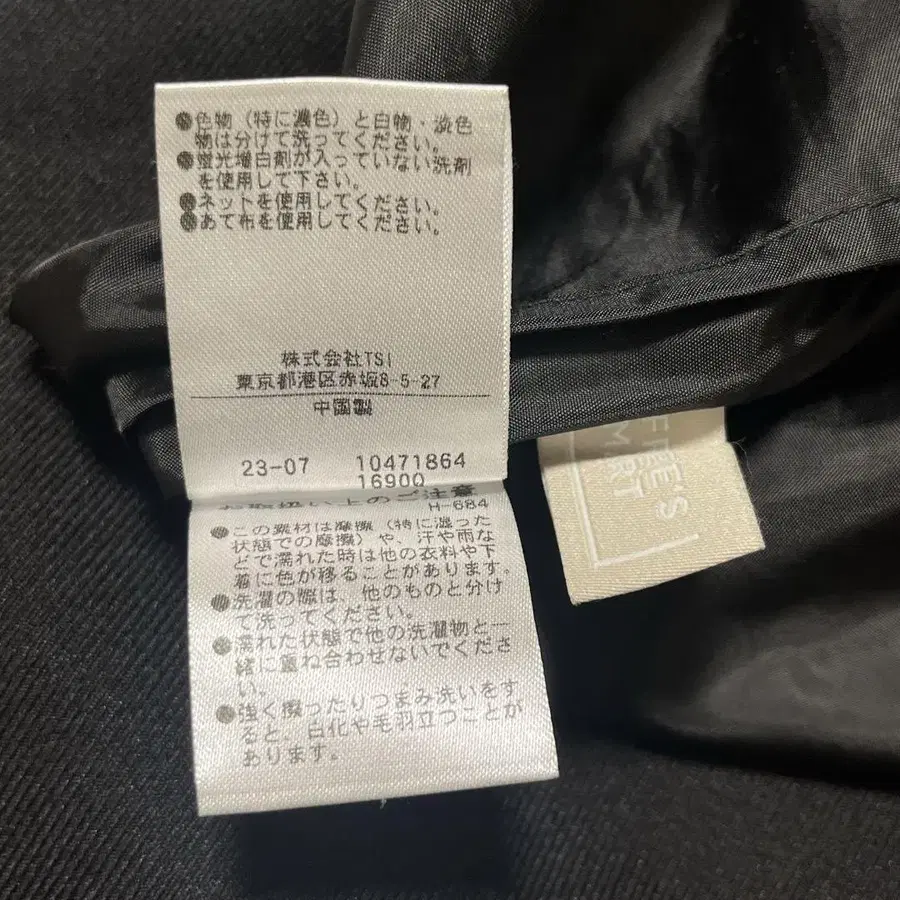 ●色物（特に濃色）と白物・淡色
物は分けて洗ってください。
●蛍光増白剤が入っていない洗剤
を使用して下さい。
●ネットを使用してください。
●あて布を使用してください。
株式会社TSI
東京都港区赤坂8-5-27
中国製
23-07 10471864
16900
お取扱い上のご注意
H-684
●この素材は摩擦（特に湿った
状態での摩擦）や、汗や雨な
どで濡れた時は他の衣料や下
着に色が移ることがあります。
●洗濯の際は、他のものと分け
て洗ってください。
●濡れた状態で他の洗濯物と一
緒に重ね合わせないでくださ
い。
●強く擦ったりつまみ洗いをす
ると、白化や毛羽立つことが
あります。